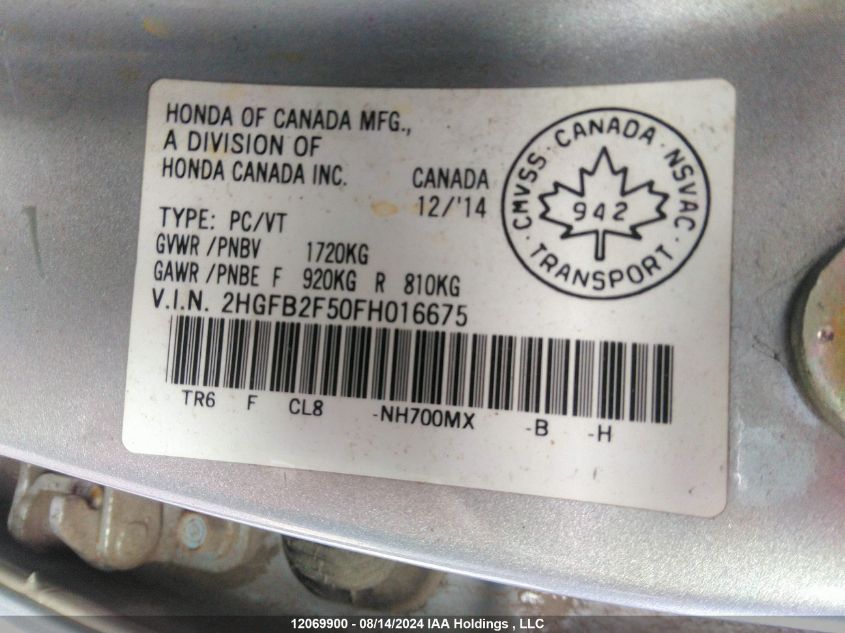 HONDA OF CANADA MFG.,
A DIVISION OF
HONDA CANADA INC. CANADA
12/'14
TYPE: PC/VT
GVWR /PNBV 1720KG
GAWR /PNBE F 920KG R 810KG
V.I.N. 2HGFB2F50FH016675
TR6 F CL8 -NH700MX -B -H
CMVSS · CANADA · NSVAC
942
· TRANSPORT ·
12069900 - 08/14/2024 IAA Holdings , LLC